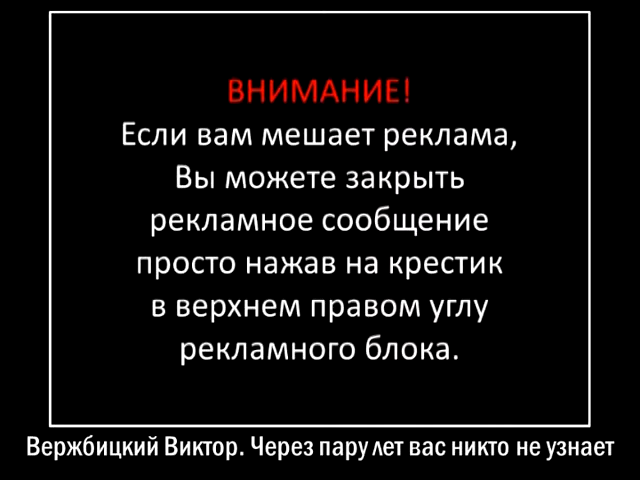 ВНИМАНИЕ!
Если вам мешает реклама,
Вы можете закрыть
рекламное сообщение
просто нажав на крестик
в верхнем правом углу
рекламного блока.
Вержбицкий Виктор. Через пару лет вас никто не узнает